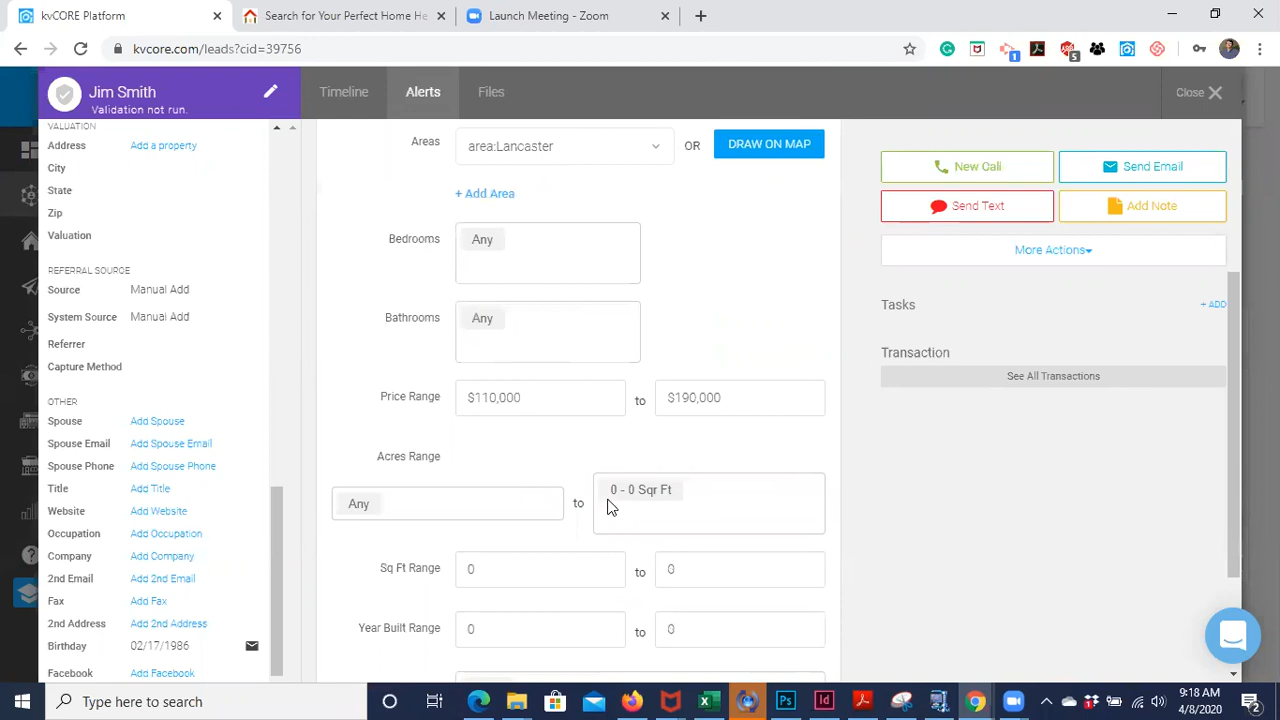 kvCORE Platform
Search for Your Perfect Home He
Launch Meeting - Zoom
kvcore.com/leads?cid=39756
1
5
Jim Smith
Validation not run.
Timeline
Alerts
Files
Close
VALUATION
Address Add a property
City
State
Zip
Valuation
REFERRAL SOURCE
Source Manual Add
System Source Manual Add
Referrer
Capture Method
OTHER
Spouse Add Spouse
Spouse Email Add Spouse Email
Spouse Phone Add Spouse Phone
Title Add Title
Website Add Website
Occupation Add Occupation
Company Add Company
2nd Email Add 2nd Email
Fax Add Fax
2nd Address Add 2nd Address
Birthday 02/17/1986
Facebook Add Facebook
Areas area:Lancaster OR DRAW ON MAP
+ Add Area
Bedrooms Any
Bathrooms Any
Price Range $110,000 to $190,000
Acres Range
Any to 0 - 0 Sqr Ft
Sq Ft Range 0 to 0
Year Built Range 0 to 0
New Call Send Email
Send Text Add Note
More Actions
Tasks + ADD
Transaction
See All Transactions
Type here to search
9:18 AM
4/8/2020
2